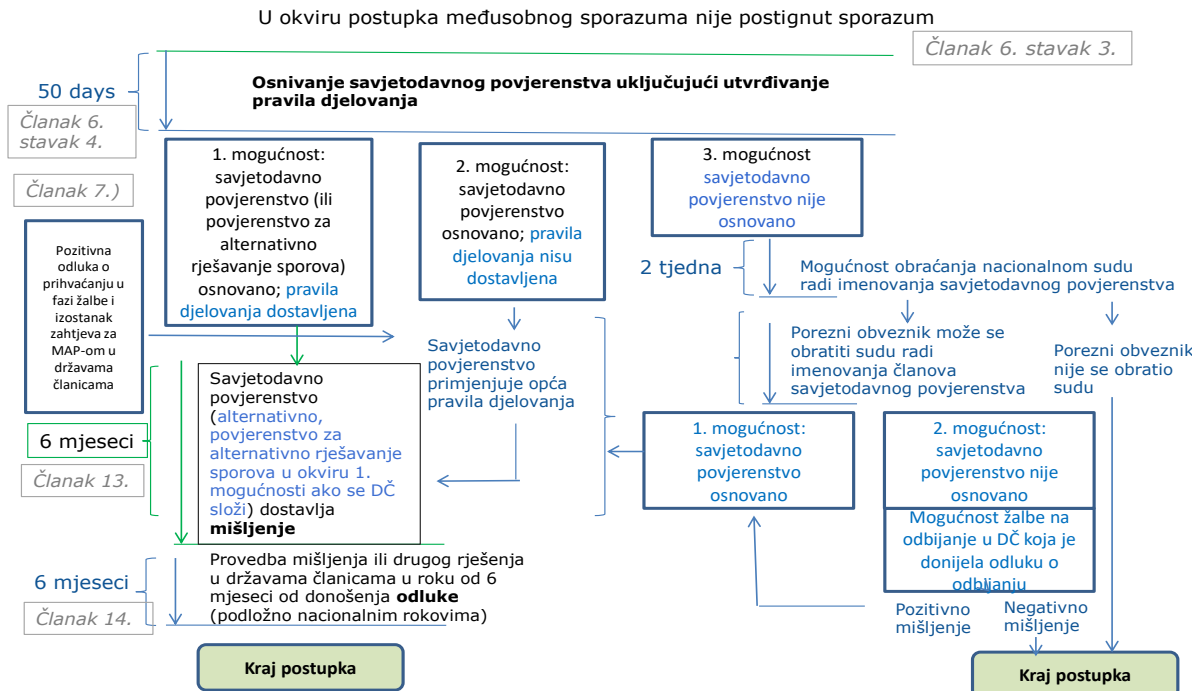 U okviru postupka međusobnog sporazuma nije postignut sporazum
Članak 6. stavak 3.
50 days
Osnivanje savjetodavnog povjerenstva uključujući utvrđivanje
pravila djelovanja
Članak 6.
stavak 4.
Članak 7.)
1. mogućnost:
savjetodavno
povjerenstvo (ili
povjerenstvo za
alternativno
rješavanje sporova)
osnovano; pravila
djelovanja dostavljena
2. mogućnost:
savjetodavno
povjerenstvo
osnovano; pravila
djelovanja nisu
dostavljena
3. mogućnost
savjetodavno
povjerenstvo nije
osnovano
Pozitivna
odluka o
prihvaćanju u
fazi žalbe i
izostanak
zahtjeva za
MAP-om u
državama
članicama
2 tjedna
Mogućnost obraćanja nacionalnom sudu
radi imenovanja savjetodavnog povjerenstva
Savjetodavno
povjerenstvo
primjenjuje opća
pravila djelovanja
Porezni obveznik može se
obratiti sudu radi
imenovanja članova
savjetodavnog povjerenstva
Porezni obveznik
nije se obratio
sudu
6 mjeseci
Članak 13.
Savjetodavno
povjerenstvo
(alternativno,
povjerenstvo za
alternativno rješavanje
sporova u okviru 1.
mogućnosti ako se DČ
složi) dostavlja
mišljenje
1. mogućnost:
savjetodavno
povjerenstvo
osnovano
2. mogućnost:
savjetodavno
povjerenstvo nije
osnovano
Mogućnost žalbe na
odbijanje u DČ koja je
donijela odluku o
odbijanju
6 mjeseci
Članak 14.
Provedba mišljenja ili drugog rješenja
u državama članicama u roku od 6
mjeseci od donošenja odluke
(podložno nacionalnim rokovima)
Pozitivno
mišljenje
Negativno
mišljenje
Kraj postupka
Kraj postupka